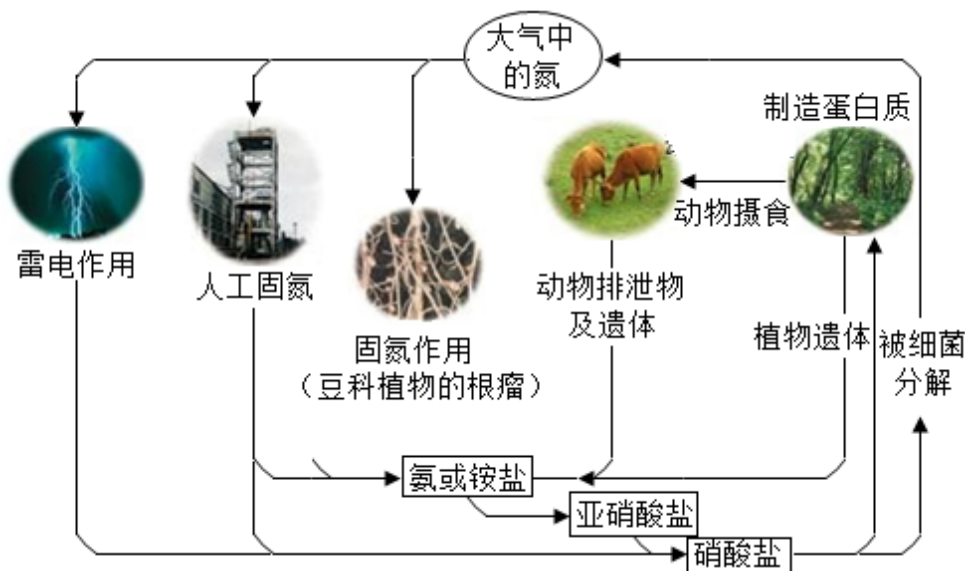 大气中
的氮
制造蛋白质
动物摄食
雷电作用
人工固氮
固氮作用
（豆科植物的根瘤）
动物排泄物
及遗体
植物遗体
被细菌
分解
氨或铵盐
亚硝酸盐
硝酸盐